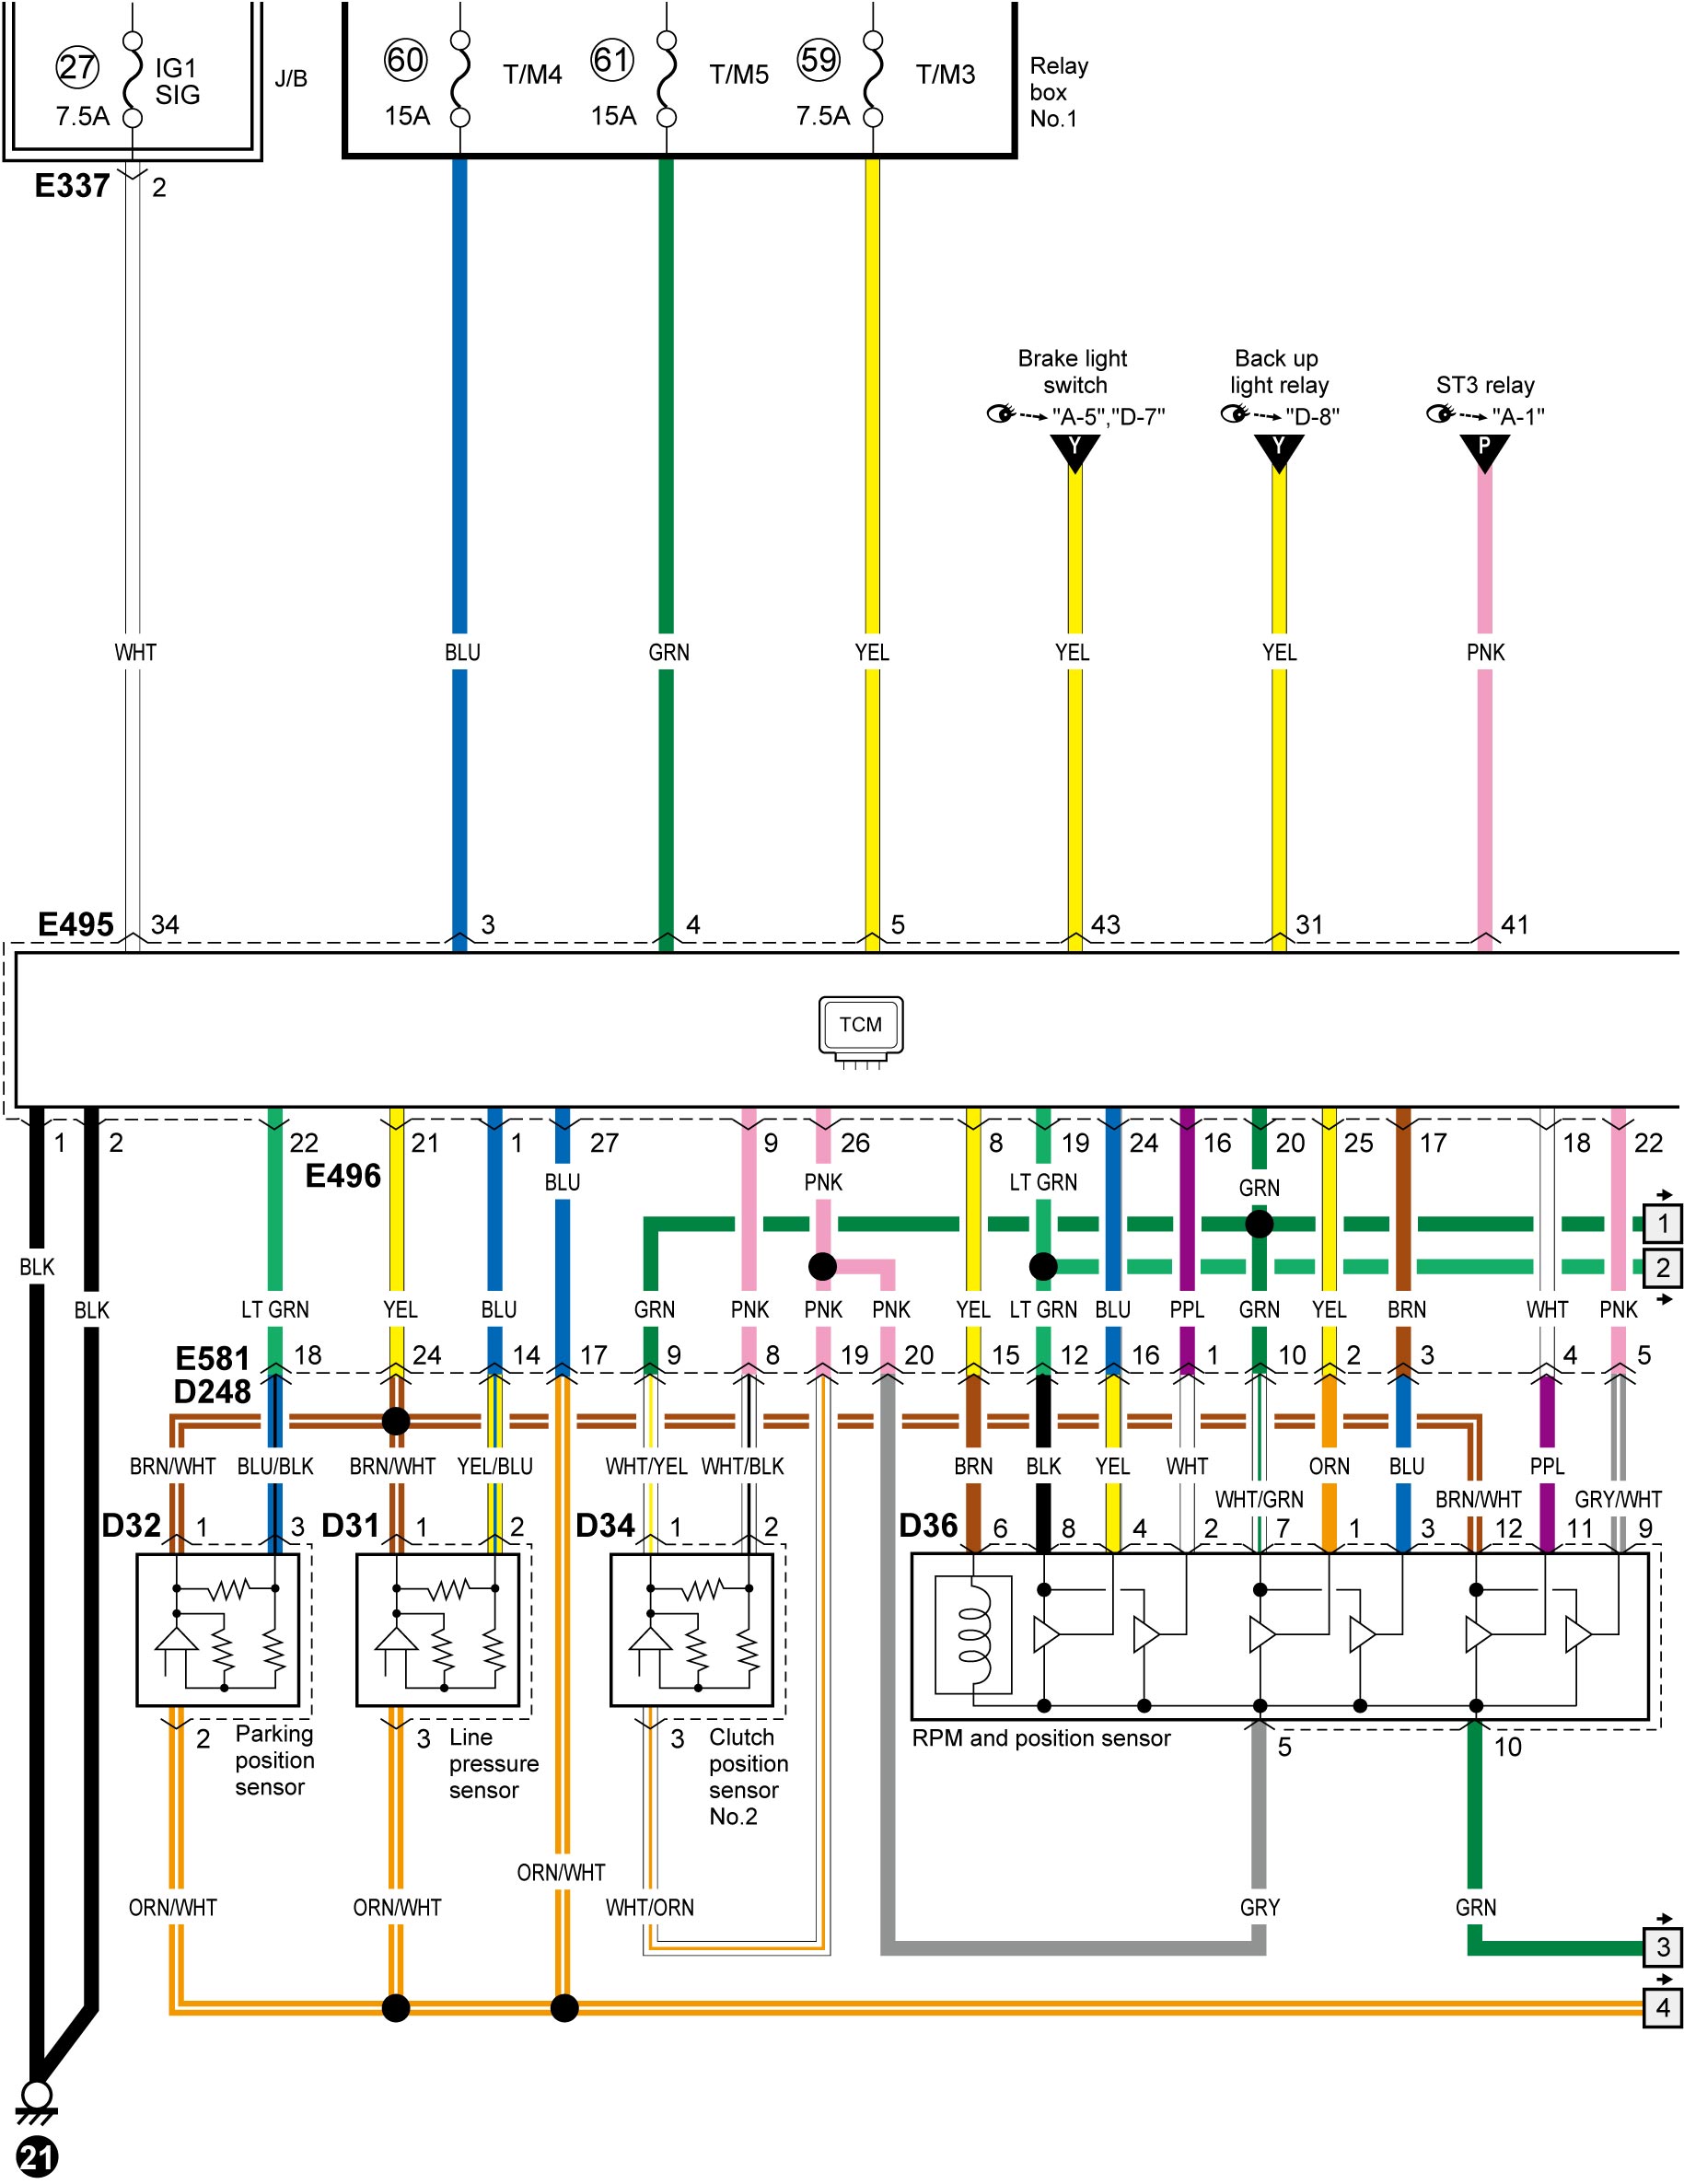 27 IG1
SIG
7.5A
J/B
60 T/M4
15A
61 T/M5
15A
59 T/M3
7.5A
Relay
box
No.1
E337 2
Brake light
switch
"A-5","D-7"
Y
Back up
light relay
"D-8"
Y
ST3 relay
"A-1"
P
WHT BLU GRN YEL YEL YEL PNK
E495 34 3 4 5 43 31 41
TCM
1 2 22 21 1 27 9 26 8 19 24 16 20 25 17 18 22
E496
BLU PNK LT GRN GRN
1
2
BLK
BLK LT GRN YEL BLU GRN PNK PNK PNK YEL LT GRN BLU PPL GRN YEL BRN WHT PNK
E581 18 24 14 17 9 8 19 20 15 12 16 1 10 2 3 4 5
D248
BRN/WHT BLU/BLK BRN/WHT YEL/BLU WHT/YEL WHT/BLK BRN BLK YEL WHT ORN BLU PPL
WHT/GRN BRN/WHT GRY/WHT
D32 1 3 D31 1 2 D34 1 2 D36 6 8 4 2 7 1 3 12 11 9
2 Parking
position
sensor
3 Line
pressure
sensor
3 Clutch
position
sensor
No.2
RPM and position sensor
5 10
ORN/WHT
ORN/WHT ORN/WHT WHT/ORN GRY GRN
3
4
21